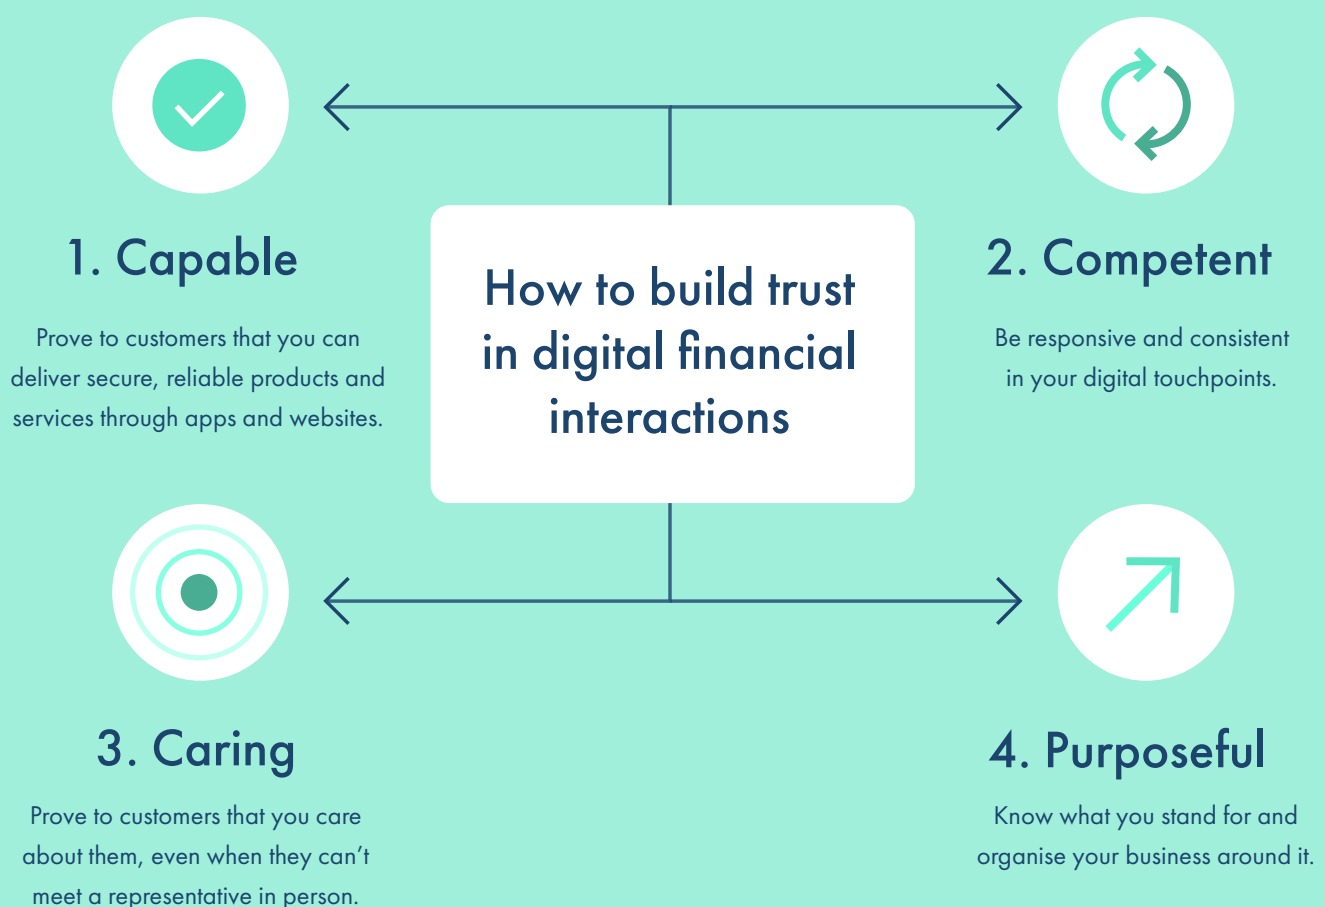 1. Capable
Prove to customers that you can
deliver secure, reliable products and
services through apps and websites.
How to build trust
in digital financial
interactions
2. Competent
Be responsive and consistent
in your digital touchpoints.
3. Caring
Prove to customers that you care
about them, even when they can’t
meet a representative in person.
4. Purposeful
Know what you stand for and
organise your business around it.